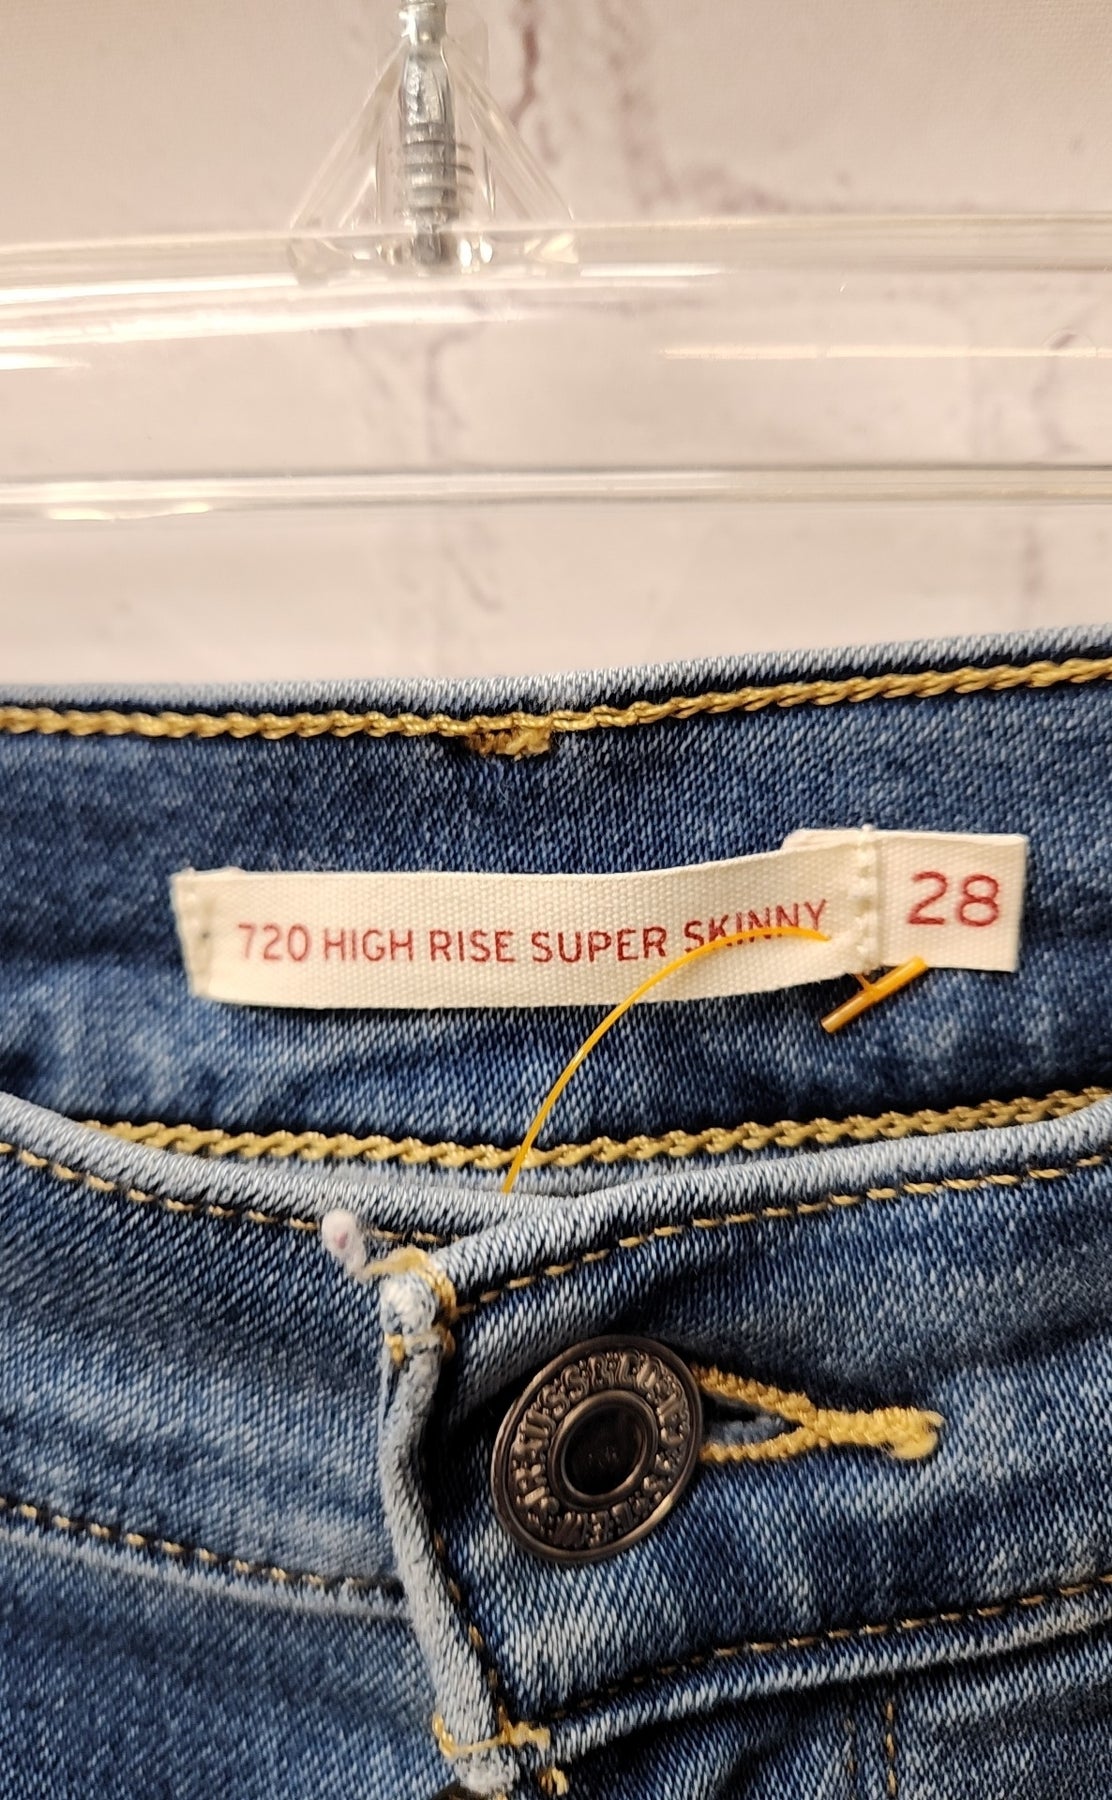 720 HIGH RISE SUPER SKINNY
28